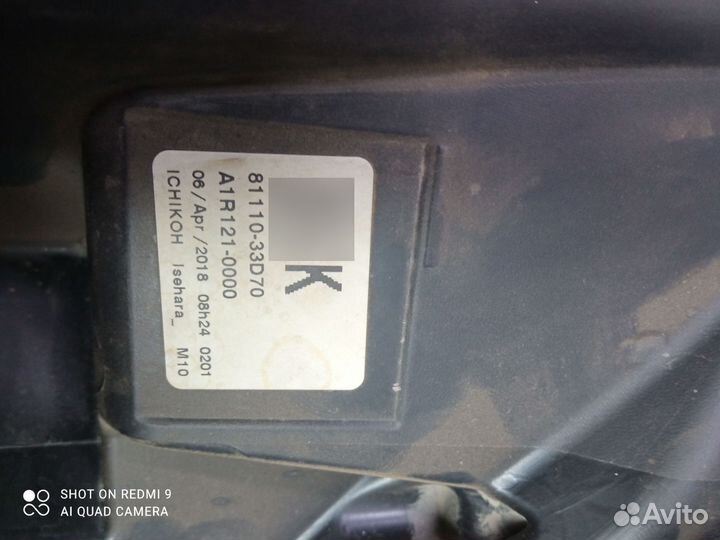 K
81110-33D70
A1R121-0000
06/Apr/2018 08h24 0201
ICHIKOH Isehara_ M10
SHOT ON REDMI 9
AI QUAD CAMERA
Avito